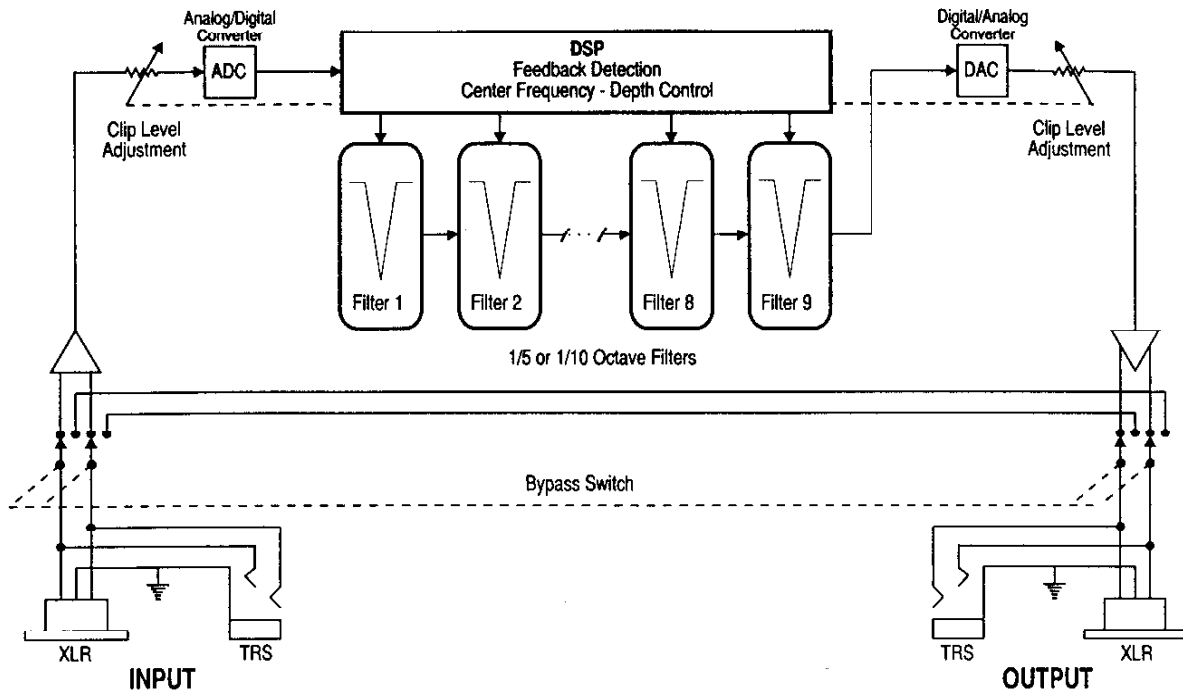 Analog/Digital
Converter
ADC
Clip Level
Adjustment
DSP
Feedback Detection
Center Frequency - Depth Control
Digital/Analog
Converter
DAC
Clip Level
Adjustment
Filter 1
Filter 2
Filter 8
Filter 9
1/5 or 1/10 Octave Filters
Bypass Switch
XLR
TRS
INPUT
TRS
XLR
OUTPUT